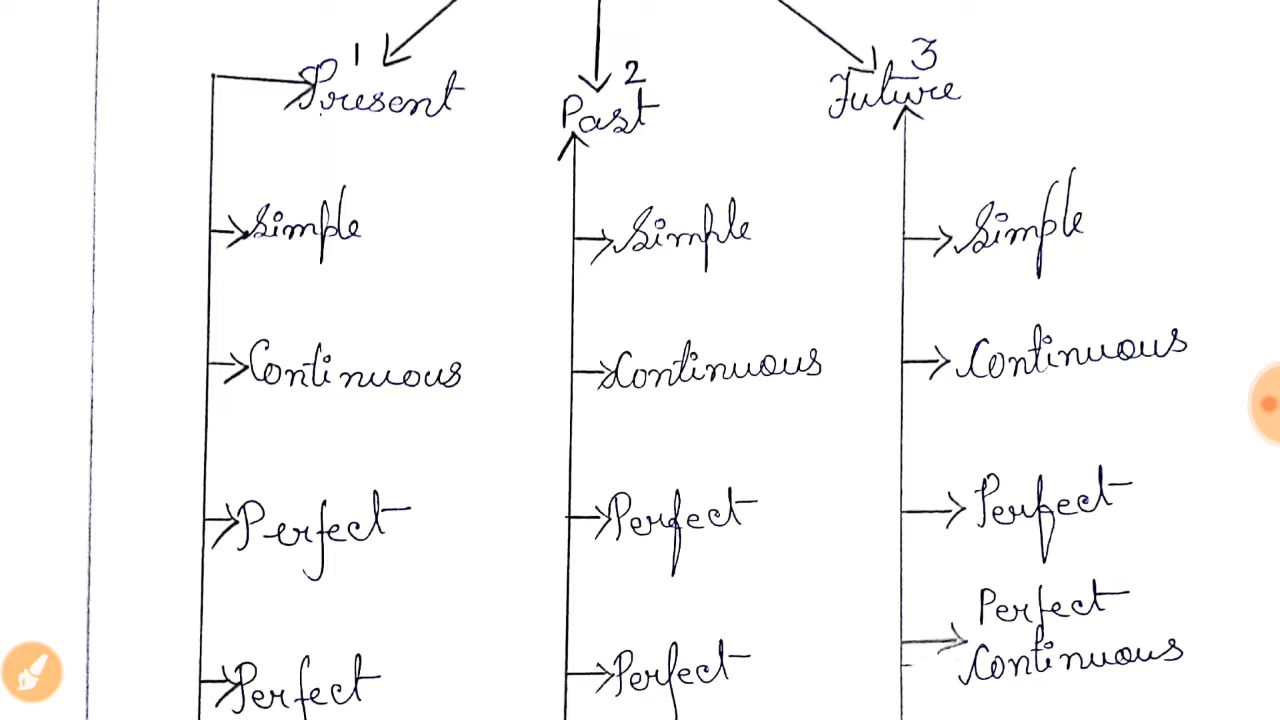 1
Present
2
Past
3
Future
Simple
Simple
Simple
Continuous
Continuous
Continuous
Perfect
Perfect
Perfect
Perfect
Perfect
Perfect
Continuous